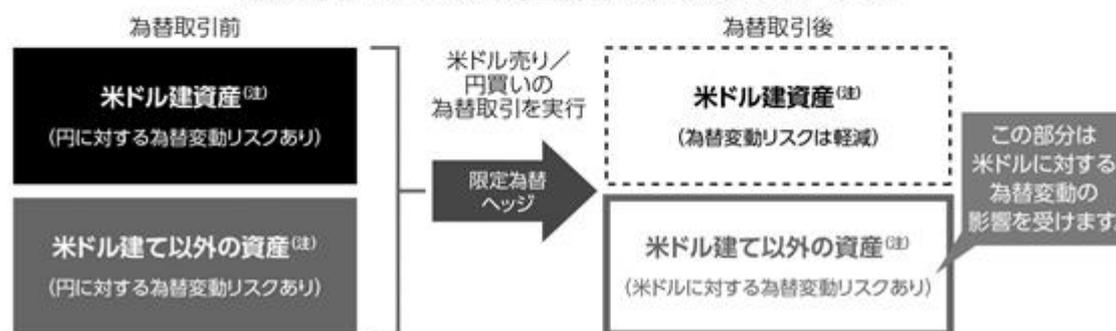 為替取引前
米ドル建資産(注)
(円に対する為替変動リスクあり)
米ドル建て以外の資産(注)
(円に対する為替変動リスクあり)
米ドル売り/
円買いの
為替取引を実行
限定為替
ヘッジ
為替取引後
米ドル建資産(注)
(為替変動リスクは軽減)
米ドル建て以外の資産(注)
(米ドルに対する為替変動リスクあり)
この部分は
米ドルに対する
為替変動の
影響を受けます